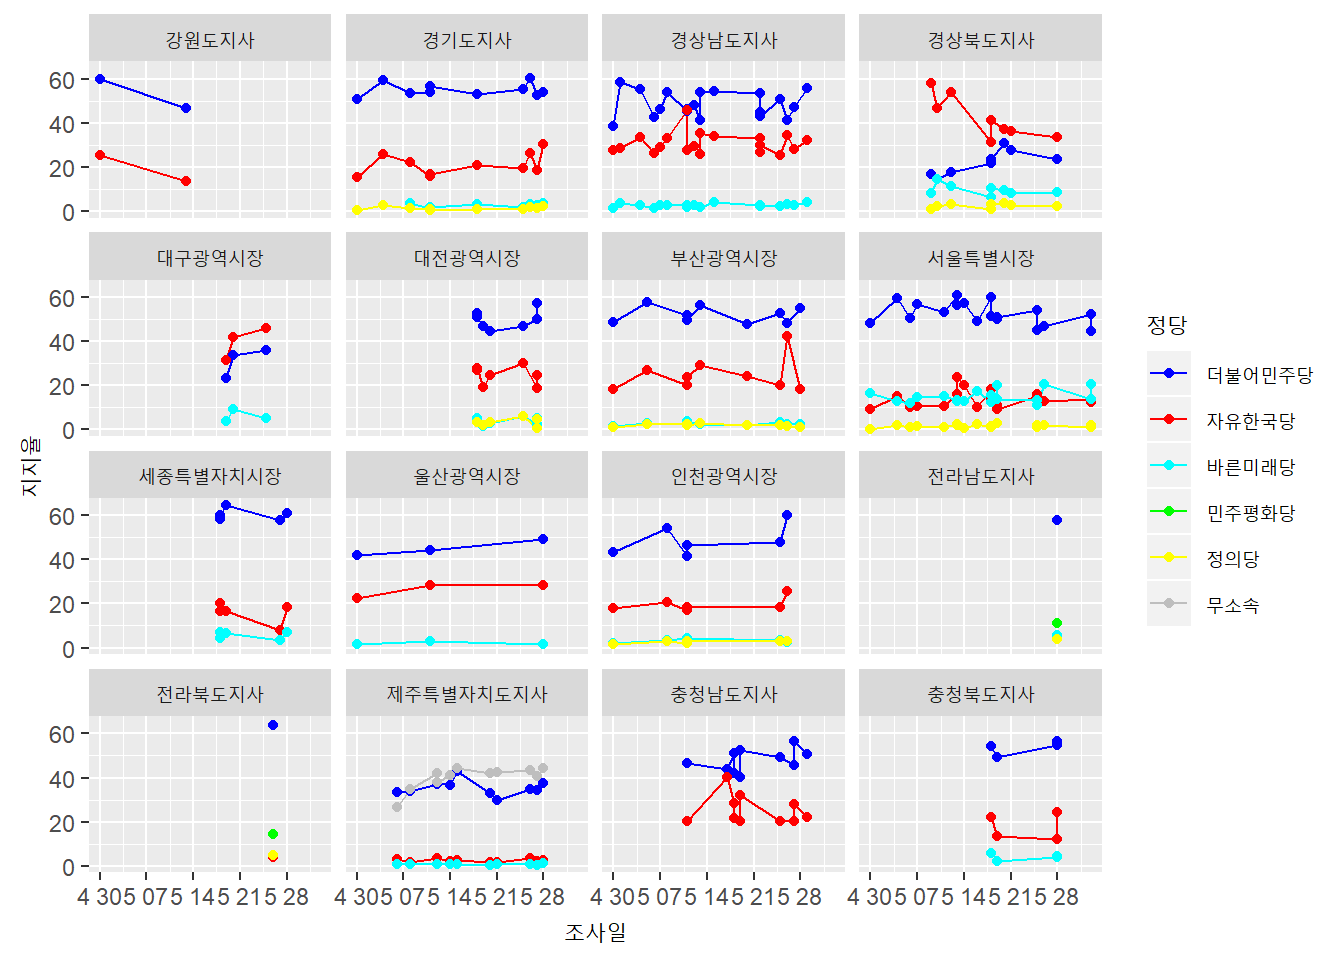 강원도지사 경기도지사 경상남도지사 경상북도지사
60
40
20
0
대구광역시장 대전광역시장 부산광역시장 서울특별시장
60
40
20
0
세종특별자치시장 울산광역시장 인천광역시장 전라남도지사
60
40
20
0
전라북도지사 제주특별자치도지사 충청남도지사 충청북도지사
60
40
20
0
4 305 075 145 215 28 4 305 075 145 215 28 4 305 075 145 215 28 4 305 075 145 215 28
조사일
지지율
정당
더불어민주당
자유한국당
바른미래당
민주평화당
정의당
무소속